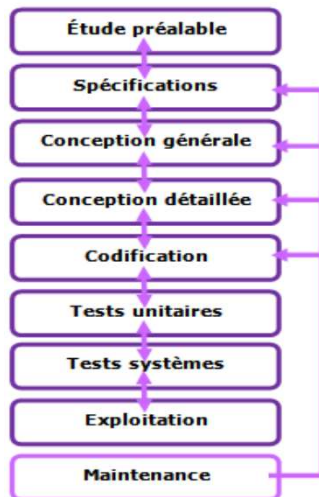 Étude préalable
Spécifications
Conception générale
Conception détaillée
Codification
Tests unitaires
Tests systèmes
Exploitation
Maintenance